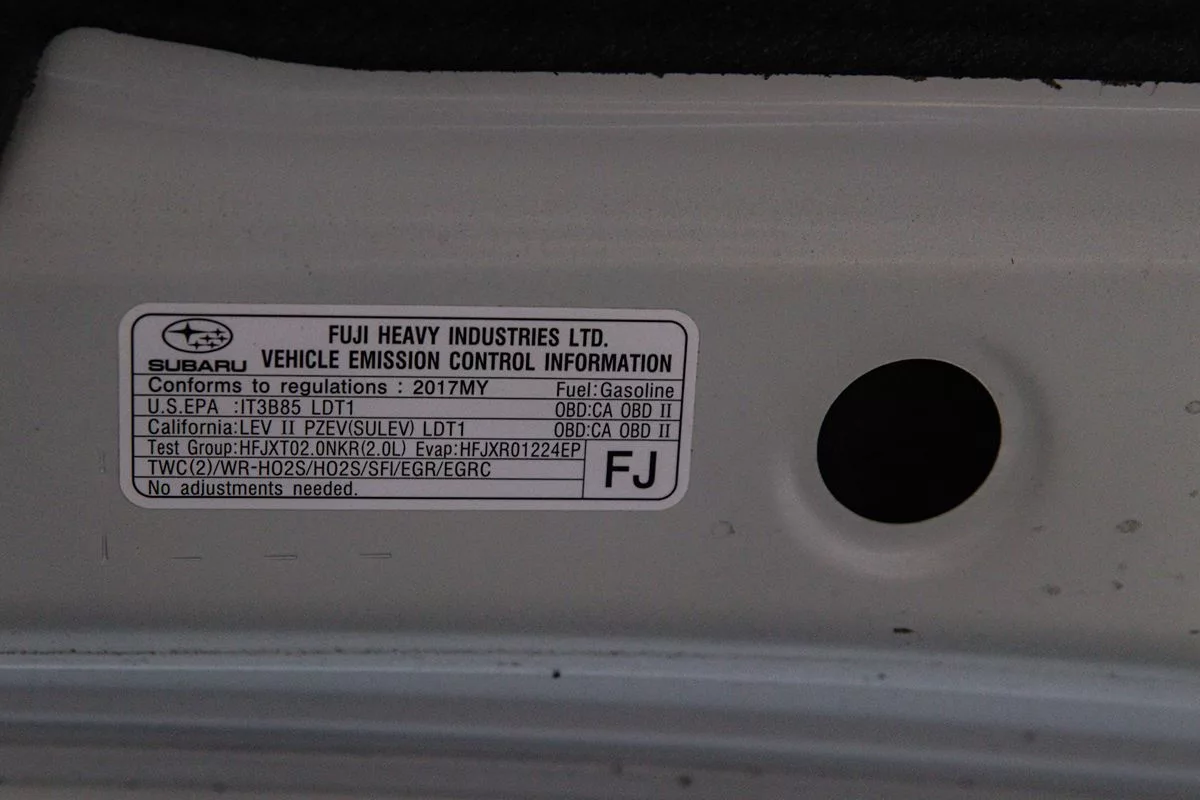 SUBARU
FUJI HEAVY INDUSTRIES LTD.
VEHICLE EMISSION CONTROL INFORMATION
Conforms to regulations : 2017MY Fuel:Gasoline
U.S.EPA :IT3B85 LDT1 OBD:CA OBD II
California:LEV II PZEV(SULEV) LDT1 OBD:CA OBD II
Test Group:HFJXT02.0NKR(2.0L) Evap:HFJXR01224EP
TWC(2)/WR-HO2S/HO2S/SFI/EGR/EGRC
No adjustments needed.
FJ